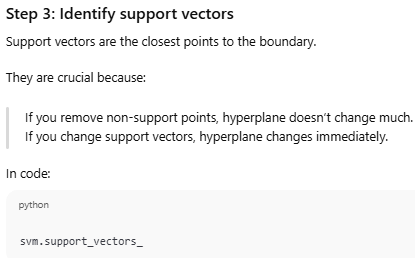 Step 3: Identify support vectors
Support vectors are the closest points to the boundary.
They are crucial because:
If you remove non-support points, hyperplane doesn't change much.
If you change support vectors, hyperplane changes immediately.
In code:
python
svm.support_vectors_